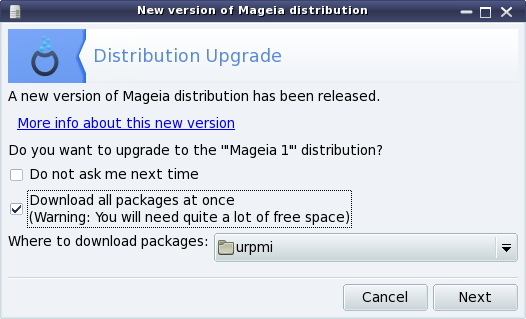 New version of Mageia distribution
Distribution Upgrade
A new version of Mageia distribution has been released.
More info about this new version
Do you want to upgrade to the '"Mageia 1"' distribution?
Do not ask me next time
Download all packages at once
(Warning: You will need quite a lot of free space)
Where to download packages: urpmi
Cancel Next